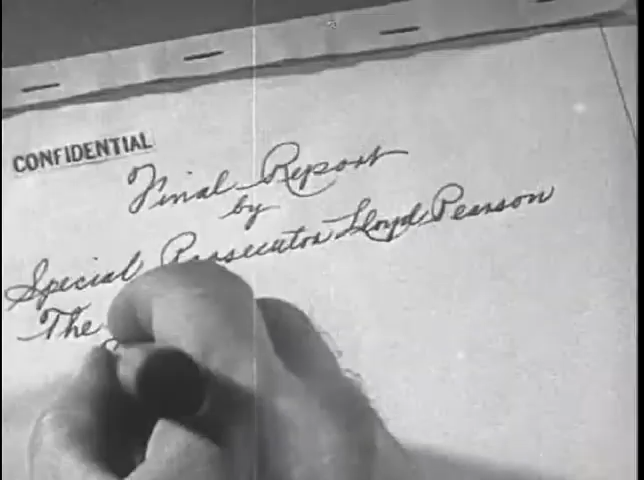 CONFIDENTIAL
Final Report
by
Special Prosecutor Lloyd Pearson
The